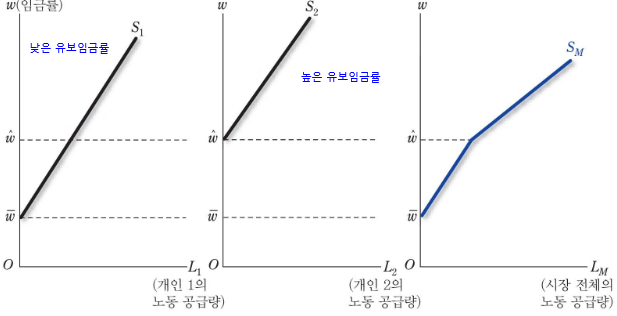 w(임금률)
S1
낮은 유보임금률
ŵ
w̅
O
L1
(개인 1의
노동 공급량)
w
S2
높은 유보임금률
ŵ
w̅
O
L2
(개인 2의
노동 공급량)
w
SM
ŵ
w̅
O
LM
(시장 전체의
노동 공급량)